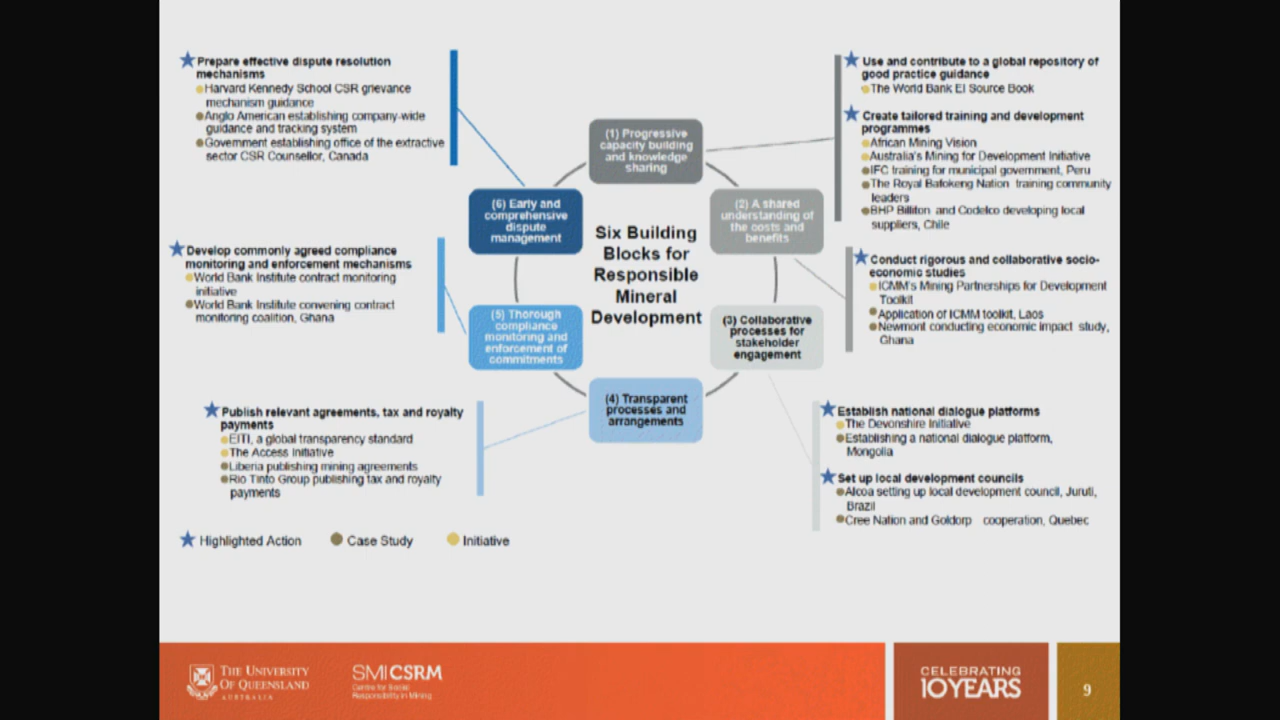 Prepare effective dispute resolution
mechanisms
Harvard Kennedy School CSR grievance
mechanism guidance
Anglo American establishing company-wide
guidance and tracking system
Government establishing office of the extractive
sector CSR Counsellor, Canada
Develop commonly agreed compliance
monitoring and enforcement mechanisms
World Bank Institute contract monitoring
initiative
World Bank Institute convening contract
monitoring coalition, Ghana
Publish relevant agreements, tax and royalty
payments
EITI, a global transparency standard
The Access Initiative
Liberia publishing mining agreements
Rio Tinto Group publishing tax and royalty
payments
Highlighted Action
Case Study
Initiative
(1) Progressive
capacity building
and knowledge
sharing
(2) A shared
understanding of
the costs and
benefits
(3) Collaborative
processes for
stakeholder
engagement
(4) Transparent
processes and
arrangements
(5) Thorough
compliance
monitoring and
enforcement of
commitments
(6) Early and
comprehensive
dispute
management
Six Building
Blocks for
Responsible
Mineral
Development
Use and contribute to a global repository of
good practice guidance
The World Bank EI Source Book
Create tailored training and development
programmes
African Mining Vision
Australia's Mining for Development Initiative
IFC training for municipal government, Peru
The Royal Bafokeng Nation training community
leaders
BHP Billiton and Codelco developing local
suppliers, Chile
Conduct rigorous and collaborative socio-
economic studies
ICMM's Mining Partnerships for Development
Toolkit
Application of ICMM toolkit, Laos
Newmont conducting economic impact study,
Ghana
Establish national dialogue platforms
The Devonshire Initiative
Establishing a national dialogue platform,
Mongolia
Set up local development councils
Alcoa setting up local development council, Juruti,
Brazil
Cree Nation and Goldorp cooperation, Quebec
THE UNIVERSITY
OF QUEENSLAND
AUSTRALIA
SMICSRM
Centre for Social
Responsibility in Mining
CELEBRATING
10YEARS
9